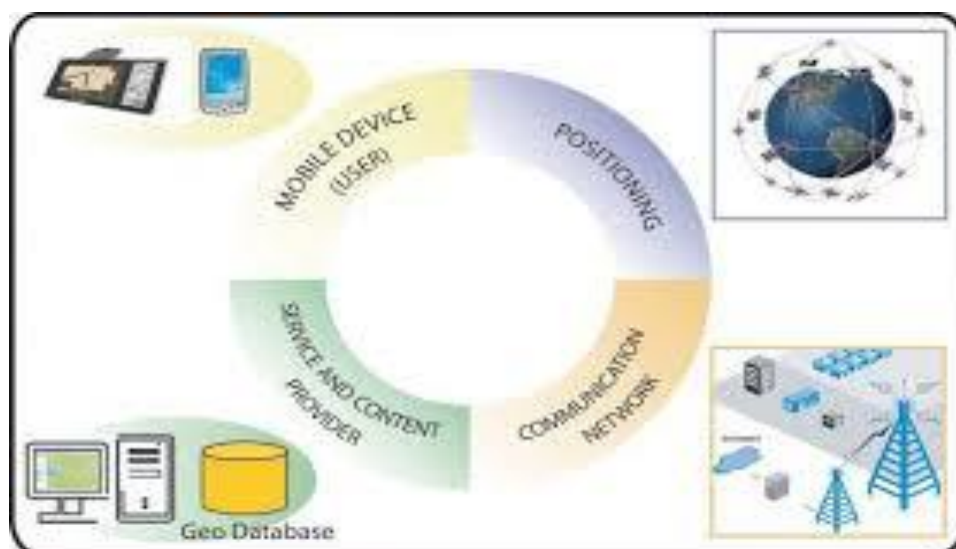 MOBILE DEVICE
(USER)
POSITIONING
SERVICE AND CONTENT
PROVIDER
COMMUNICATION
NETWORK
Geo Database